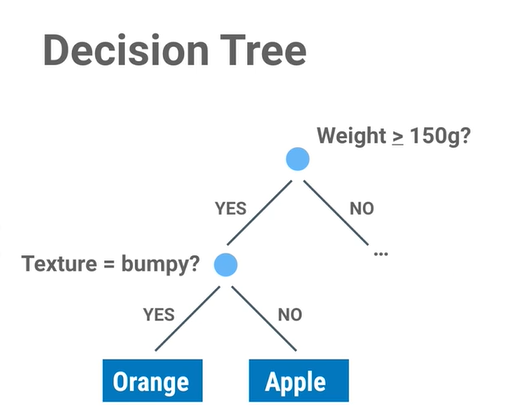 Decision Tree
Weight ≥ 150g?
YES
NO
...
Texture = bumpy?
YES
NO
Orange
Apple